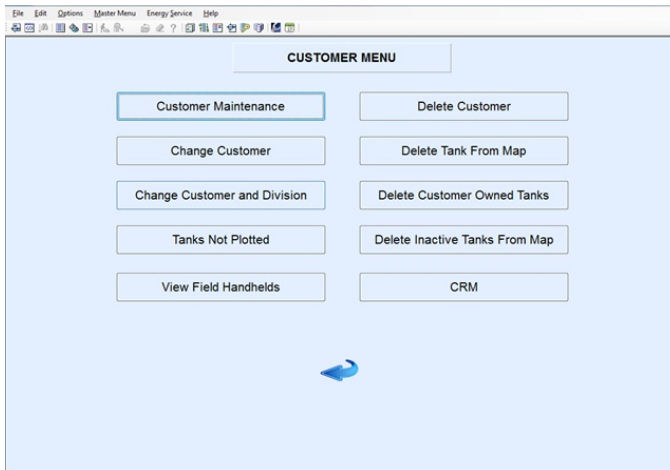 File Edit Options Master Menu Energy Service Help
CUSTOMER MENU
Customer Maintenance
Delete Customer
Change Customer
Delete Tank From Map
Change Customer and Division
Delete Customer Owned Tanks
Tanks Not Plotted
Delete Inactive Tanks From Map
View Field Handhelds
CRM